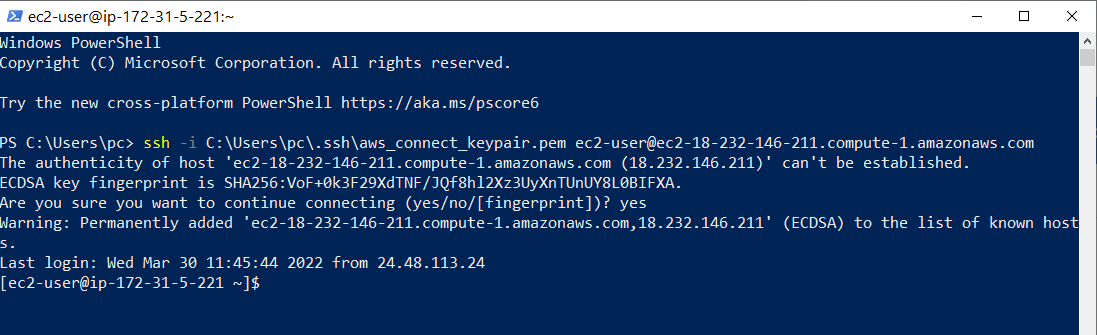 ec2-user@ip-172-31-5-221:~
Windows PowerShell
Copyright (C) Microsoft Corporation. All rights reserved.
Try the new cross-platform PowerShell https://aka.ms/pscore6
PS C:\Users\pc> ssh -i C:\Users\pc\.ssh\aws_connect_keypair.pem ec2-user@ec2-18-232-146-211.compute-1.amazonaws.com
The authenticity of host 'ec2-18-232-146-211.compute-1.amazonaws.com (18.232.146.211)' can't be established.
ECDSA key fingerprint is SHA256:VoF+0k3F29XdTNF/JQf8hl2Xz3UyXnTUnUY8L0BIFXA.
Are you sure you want to continue connecting (yes/no/[fingerprint])? yes
Warning: Permanently added 'ec2-18-232-146-211.compute-1.amazonaws.com,18.232.146.211' (ECDSA) to the list of known host
s.
Last login: Wed Mar 30 11:45:44 2022 from 24.48.113.24
[ec2-user@ip-172-31-5-221 ~]$